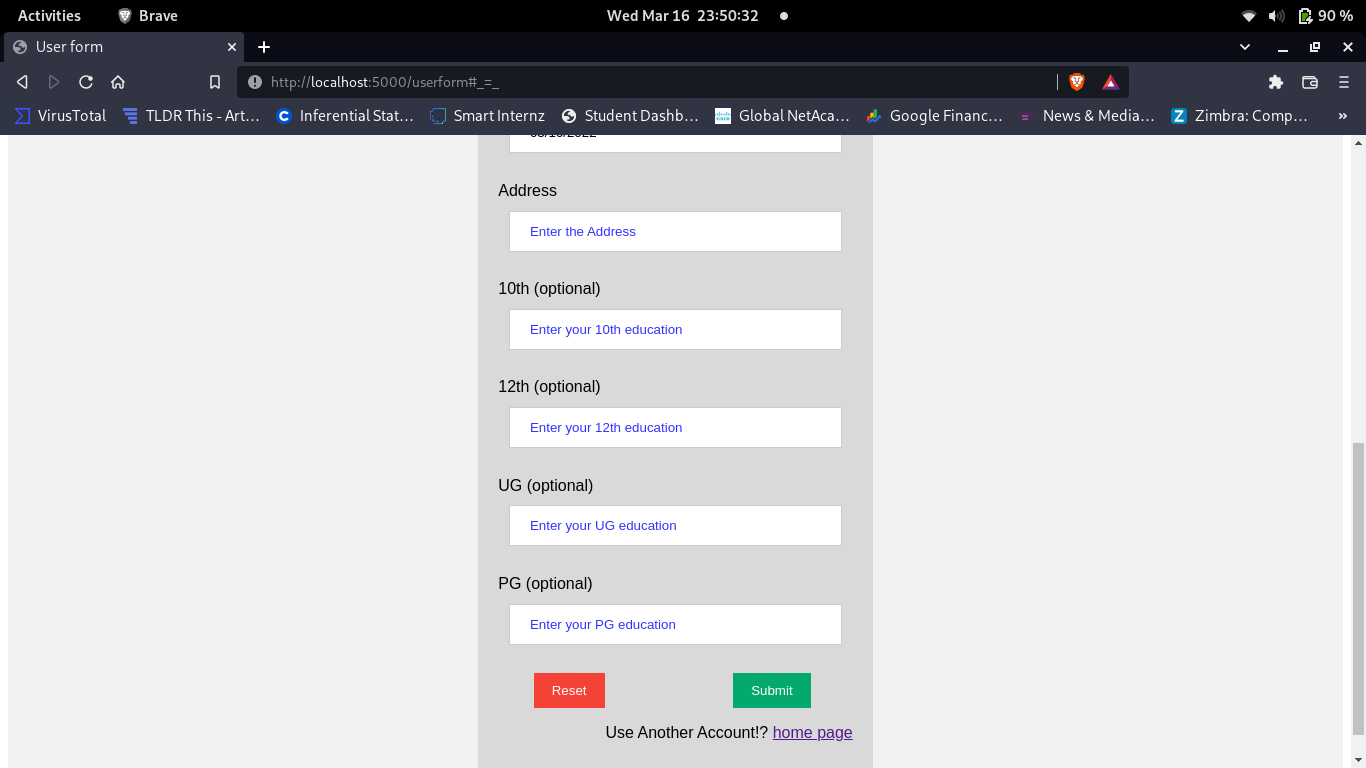 Activities Brave Wed Mar 16 23:50:32 90 %
User form
http://localhost:5000/userform#_=_
VirusTotal TLDR This - Art… Inferential Stat… Smart Internz Student Dashb… Global NetAca… Google Financ… News & Media… Zimbra: Comp… »
Address
Enter the Address
10th (optional)
Enter your 10th education
12th (optional)
Enter your 12th education
UG (optional)
Enter your UG education
PG (optional)
Enter your PG education
Reset Submit
Use Another Account!? home page